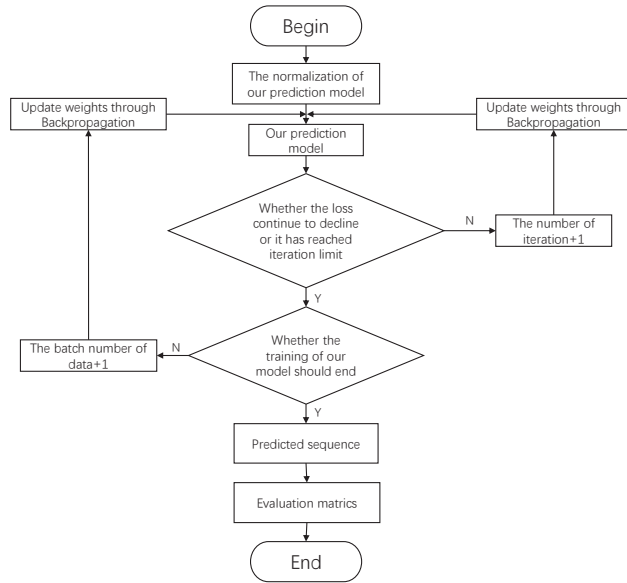 Begin
The normalization of
our prediction model
Update weights through
Backpropagation
Update weights through
Backpropagation
Our prediction
model
Whether the loss
continue to decline
or it has reached
iteration limit
N
The number of
iteration+1
Y
The batch number of
data+1
N
Whether the
training of our
model should end
Y
Predicted sequence
Evaluation matrics
End